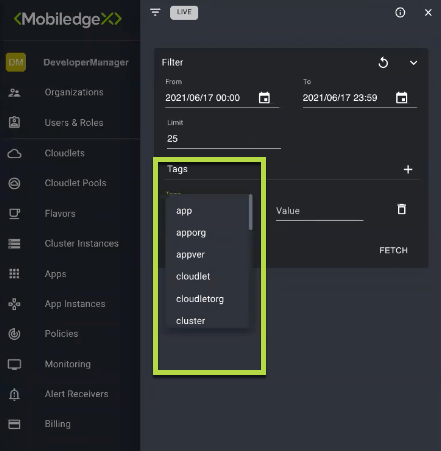 <MobiledgeX>
LIVE
DM DeveloperManager
Organizations
Users & Roles
Cloudlets
Cloudlet Pools
Flavors
Cluster Instances
Apps
App Instances
Policies
Monitoring
Alert Receivers
Billing
Filter
From To
2021/06/17 00:00 2021/06/17 23:59
Limit
25
Tags
app
apporg
appver
cloudlet
cloudletorg
cluster
Value
FETCH